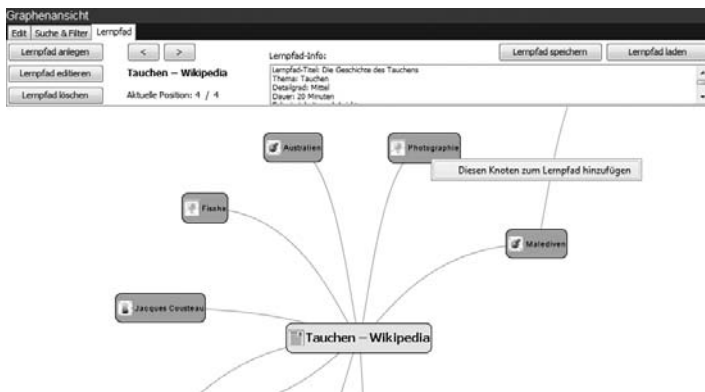 Graphenansicht
Edit Suche & Filter Lernpfad
Lernpfad anlegen < > Lernpfad-Info: Lernpfad speichern Lernpfad laden
Lernpfad-Titel: Die Geschichte des Tauchens
Lernpfad editieren Tauchen – Wikipedia Thema: Tauchen
Detailgrad: Mittel
Lernpfad löschen Aktuelle Position: 4 / 4 Dauer: 20 Minuten
Australien Photographie
Diesen Knoten zum Lernpfad hinzufügen
Fische
Malediven
Jacques Cousteau
Tauchen – Wikipedia